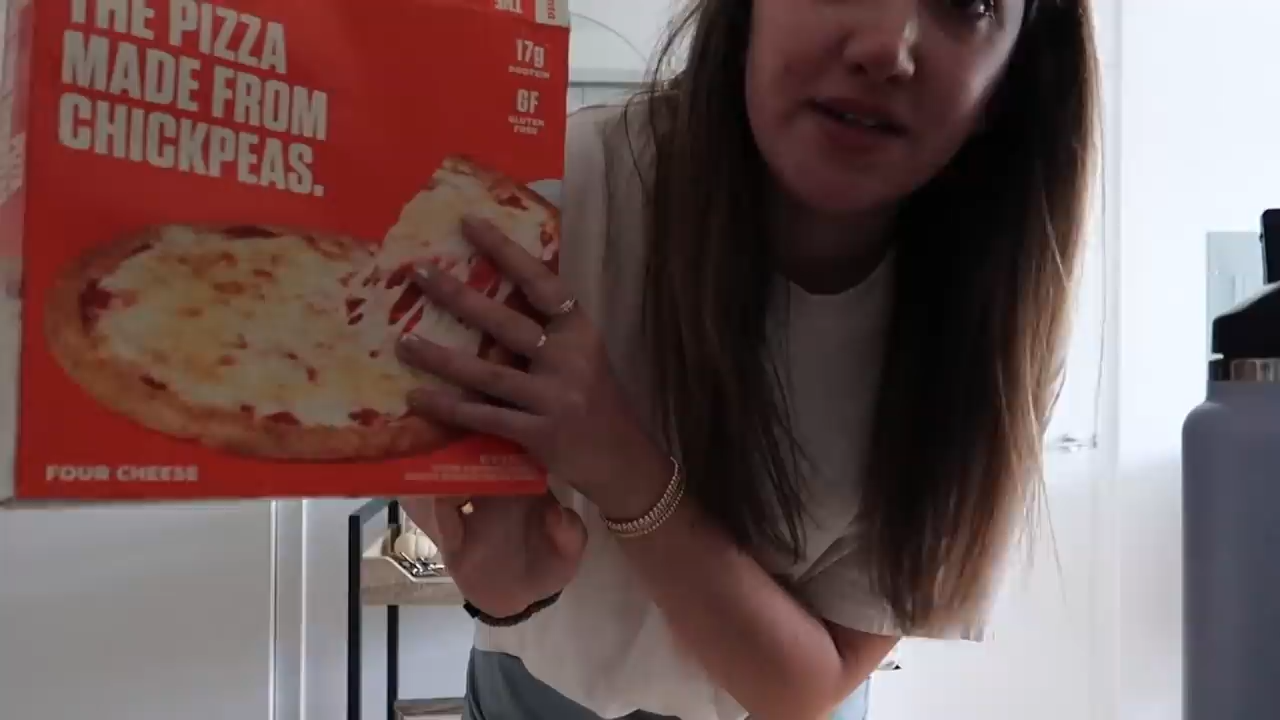 THE PIZZA
MADE FROM
CHICKPEAS.
17g
PROTEIN
GF
GLUTEN
FREE
FOUR CHEESE